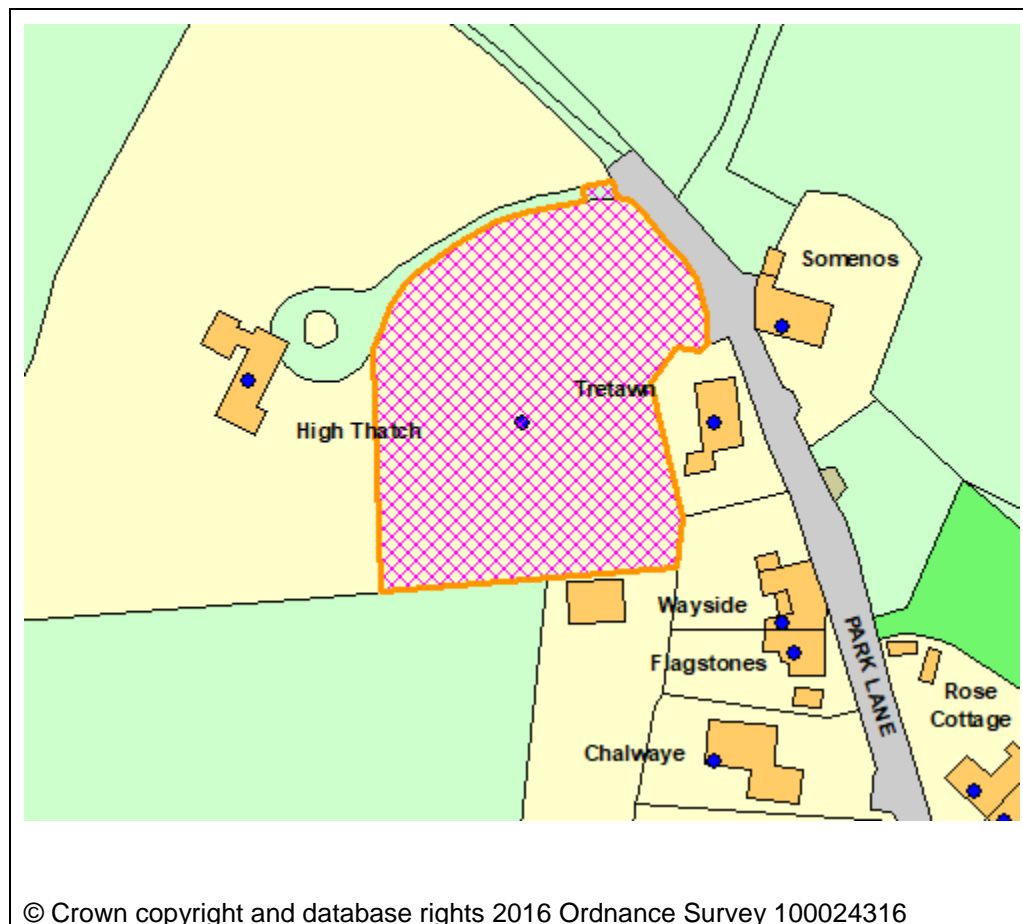 Somenos
Tretawn
High Thatch
Wayside
Flagstones
PARK LANE
Rose
Cottage
Chalwaye
© Crown copyright and database rights 2016 Ordnance Survey 100024316